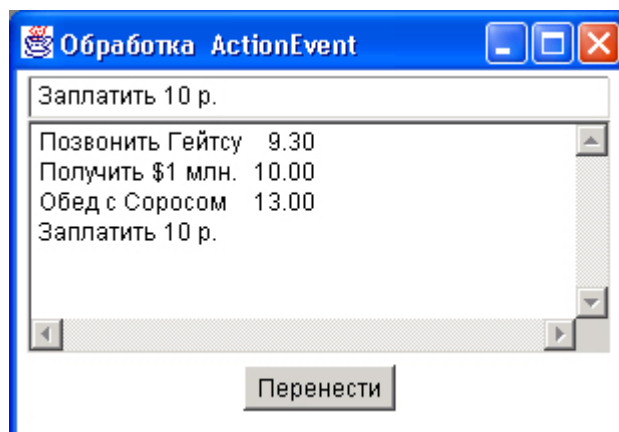 Обработка ActionEvent
Заплатить 10 р.
Позвонить Гейтсу 9.30
Получить $1 млн. 10.00
Обед с Соросом 13.00
Заплатить 10 р.
Перенести